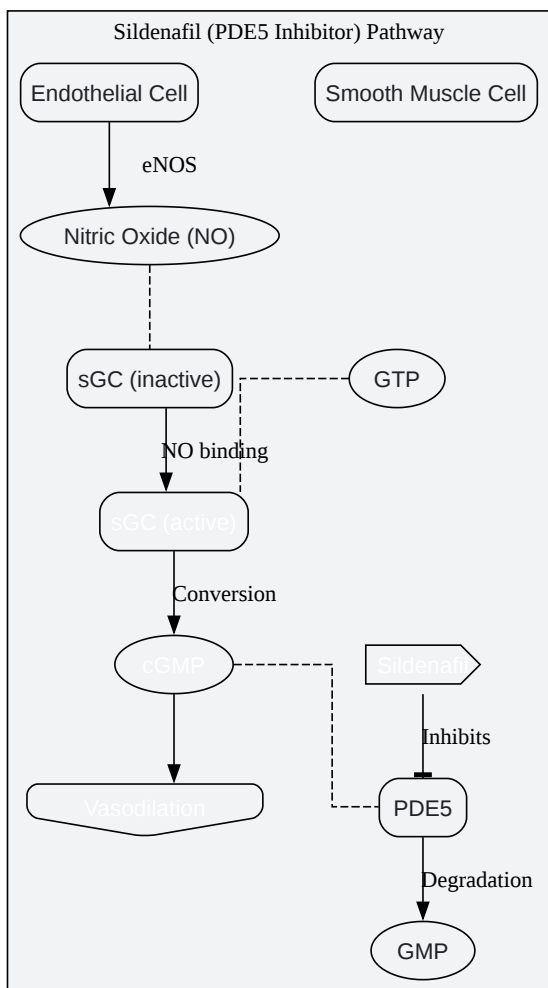 Sildenafil (PDE5 Inhibitor) Pathway
Endothelial Cell
Smooth Muscle Cell
eNOS
Nitric Oxide (NO)
sGC (inactive)
GTP
NO binding
sGC (active)
Conversion
cGMP
Sildenafil
Inhibits
Vasodilation
PDE5
Degradation
GMP